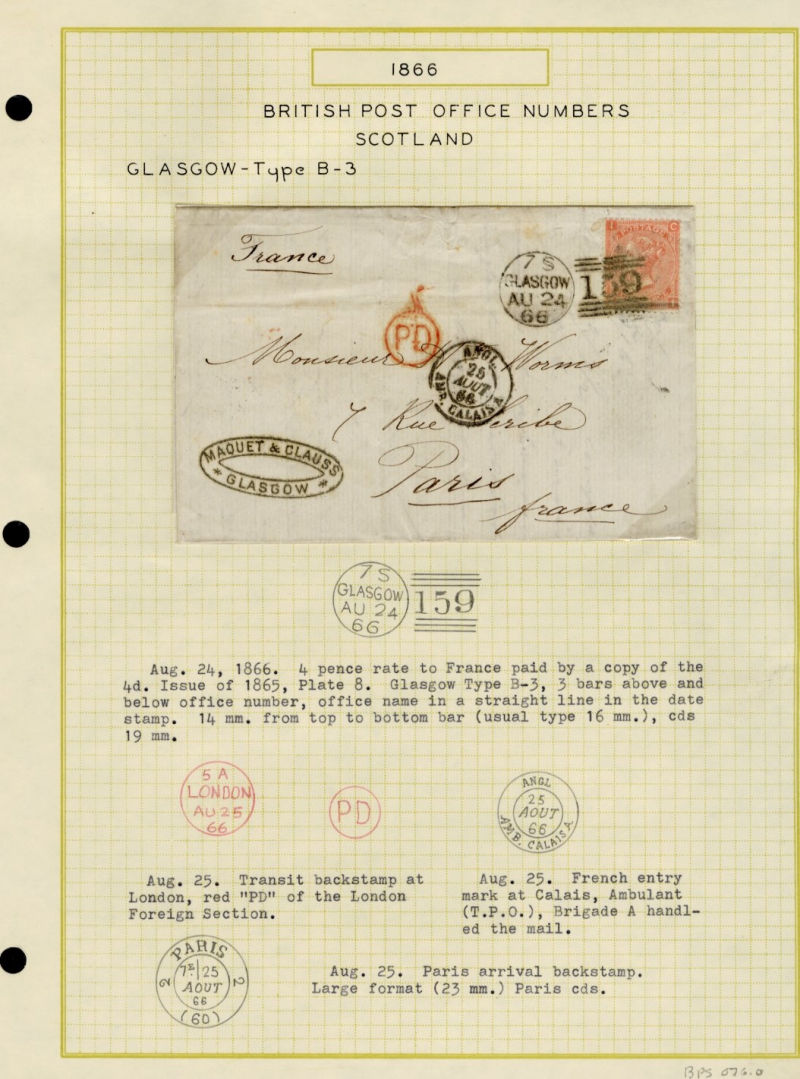 1866
BRITISH POST OFFICE NUMBERS
SCOTLAND
GLASGOW-Type B-3
France
I C
POSTAGE
7 S
GLASGOW
AU 24
66
159
PD
ANGL.
25
AOUT
66
AMB. CALAIS A
Monsieur Worms
7 Rue Scribe
Paris
france
MAQUET & CLAUSS
* GLASGOW *
7 S
GLASGOW
AU 24
66
159
Aug. 24, 1866. 4 pence rate to France paid by a copy of the
4d. Issue of 1865, Plate 8. Glasgow Type B-3, 3 bars above and
below office number, office name in a straight line in the date
stamp. 14 mm. from top to bottom bar (usual type 16 mm.), cds
19 mm.
5 A
LONDON
AU 25
66
PD
ANGL
25
AOUT
66
AMB. CALAIS A
Aug. 25. Transit backstamp at
London, red "PD" of the London
Foreign Section.
Aug. 25. French entry
mark at Calais, Ambulant
(T.P.O.), Brigade A handl-
ed the mail.
PARIS
7E 25
AOUT
66
2 2
(60)
Aug. 25. Paris arrival backstamp.
Large format (23 mm.) Paris cds.
BPS 076.0